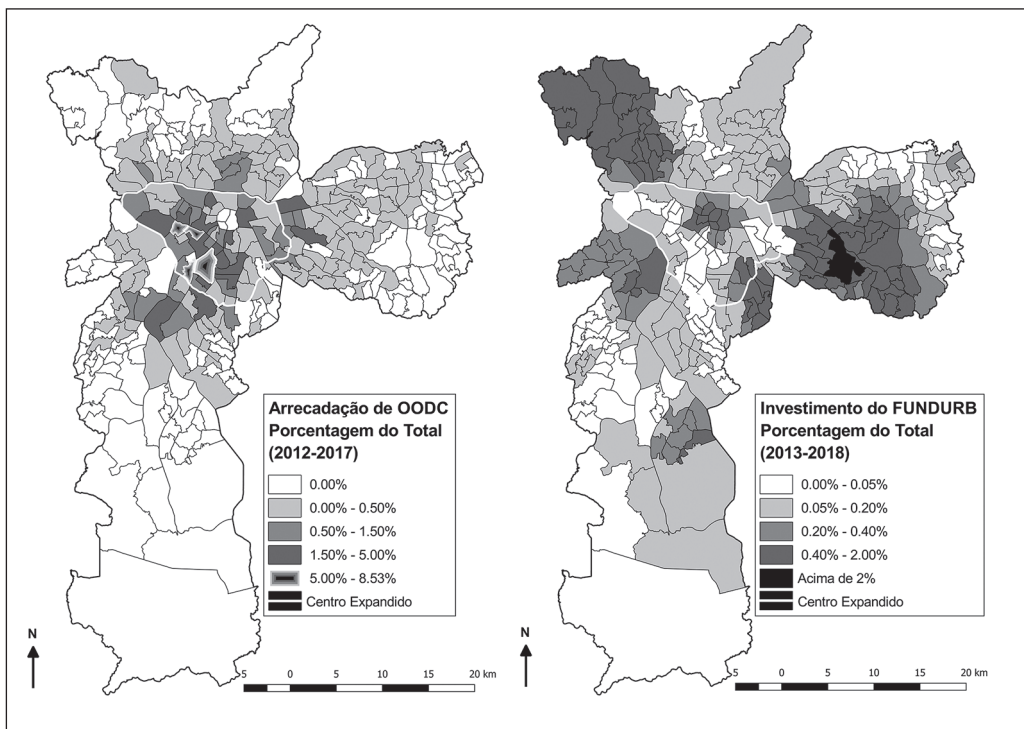 Arrecadação de OODC
Porcentagem do Total
(2012-2017)
0.00%
0.00% - 0.50%
0.50% - 1.50%
1.50% - 5.00%
5.00% - 8.53%
Centro Expandido
N
5 0 5 10 15 20 km
Investimento do FUNDURB
Porcentagem do Total
(2013-2018)
0.00% - 0.05%
0.05% - 0.20%
0.20% - 0.40%
0.40% - 2.00%
Acima de 2%
Centro Expandido
N
5 0 5 10 15 20 km